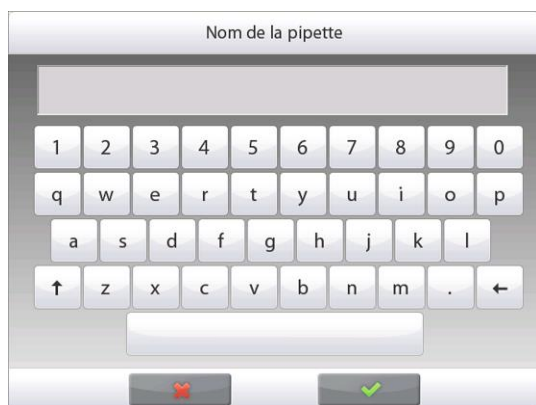 Nom de la pipette
1 2 3 4 5 6 7 8 9 0
q w e r t y u i o p
a s d f g h j k l
z x c v b n m .